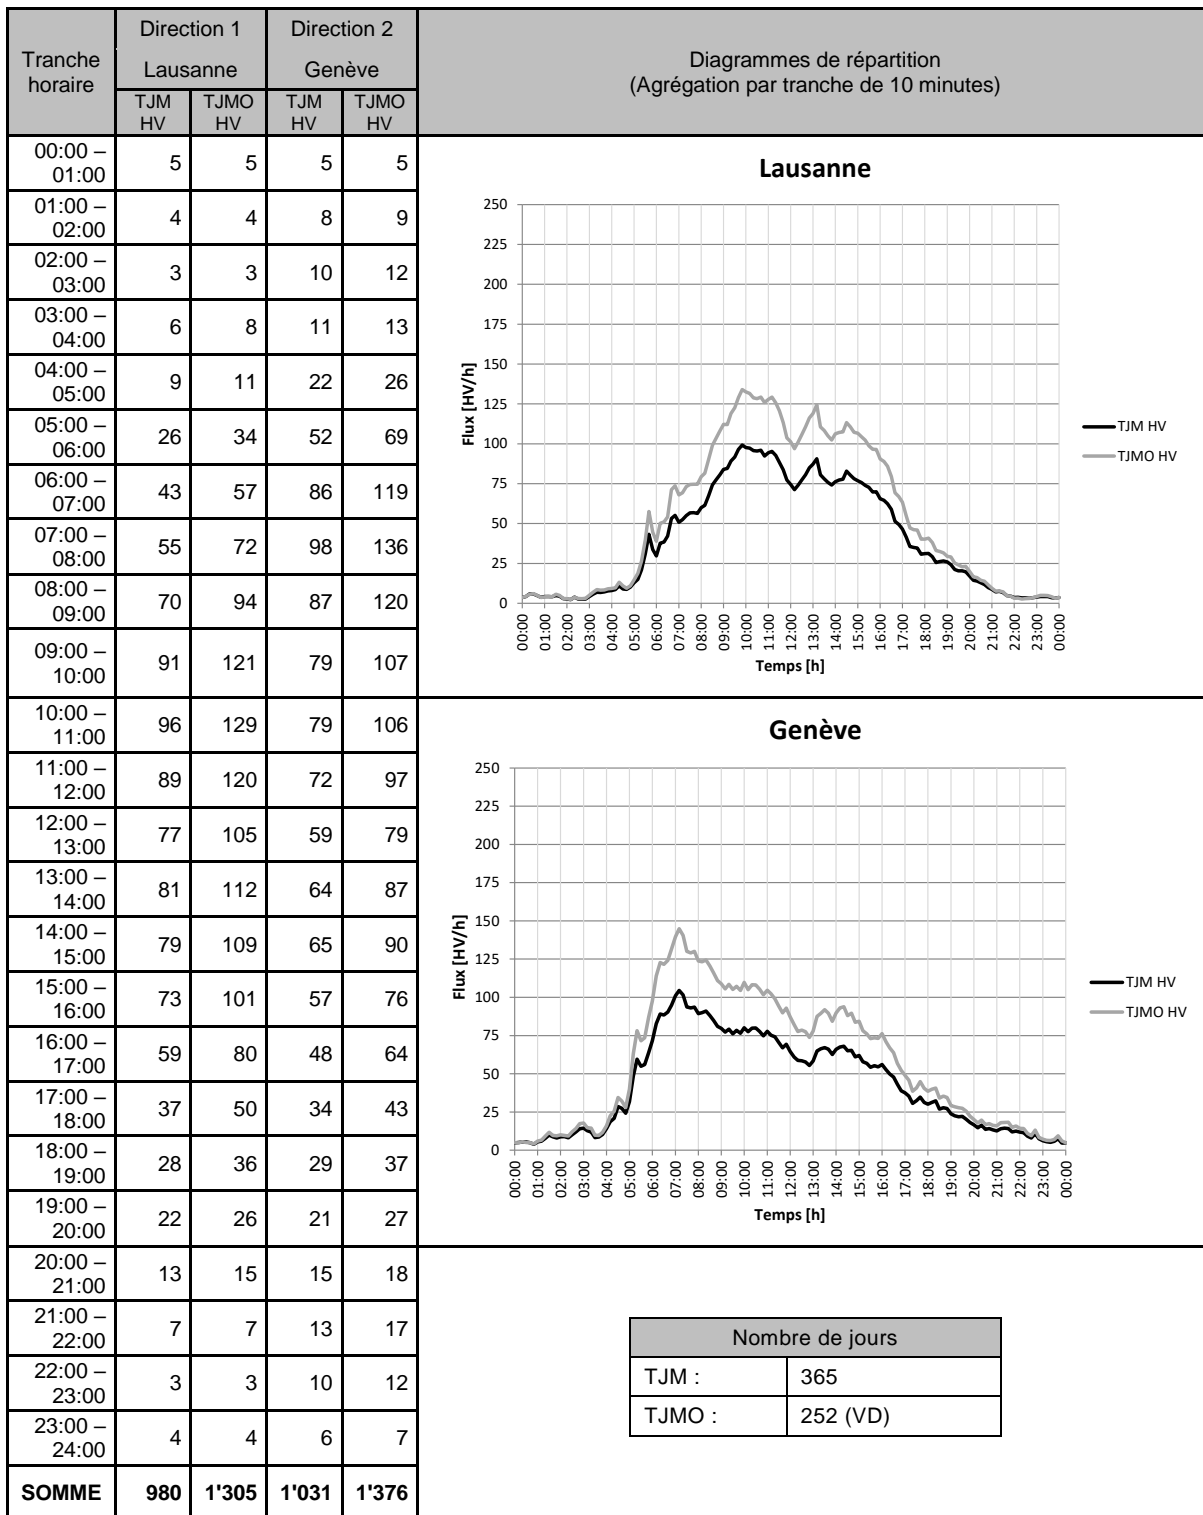 Tranche horaire
Direction 1
Direction 2
Lausanne
Genève
TJM HV
TJMO HV
TJM HV
TJMO HV
Diagrammes de répartition
(Agrégation par tranche de 10 minutes)
00:00 – 01:00 5 5 5 5
01:00 – 02:00 4 4 8 9
02:00 – 03:00 3 3 10 12
03:00 – 04:00 6 8 11 13
04:00 – 05:00 9 11 22 26
05:00 – 06:00 26 34 52 69
06:00 – 07:00 43 57 86 119
07:00 – 08:00 55 72 98 136
08:00 – 09:00 70 94 87 120
09:00 – 10:00 91 121 79 107
10:00 – 11:00 96 129 79 106
11:00 – 12:00 89 120 72 97
12:00 – 13:00 77 105 59 79
13:00 – 14:00 81 112 64 87
14:00 – 15:00 79 109 65 90
15:00 – 16:00 73 101 57 76
16:00 – 17:00 59 80 48 64
17:00 – 18:00 37 50 34 43
18:00 – 19:00 28 36 29 37
19:00 – 20:00 22 26 21 27
20:00 – 21:00 13 15 15 18
21:00 – 22:00 7 7 13 17
22:00 – 23:00 3 3 10 12
23:00 – 24:00 4 4 6 7
SOMME 980 1'305 1'031 1'376
Lausanne
250
225
200
175
150
125
100
75
50
25
0
Flux [HV/h]
00:00 01:00 02:00 03:00 04:00 05:00 06:00 07:00 08:00 09:00 10:00 11:00 12:00 13:00 14:00 15:00 16:00 17:00 18:00 19:00 20:00 21:00 22:00 23:00 00:00
Temps [h]
TJM HV
TJMO HV
Genève
250
225
200
175
150
125
100
75
50
25
0
Flux [HV/h]
00:00 01:00 02:00 03:00 04:00 05:00 06:00 07:00 08:00 09:00 10:00 11:00 12:00 13:00 14:00 15:00 16:00 17:00 18:00 19:00 20:00 21:00 22:00 23:00 00:00
Temps [h]
TJM HV
TJMO HV
Nombre de jours
TJM : 365
TJMO : 252 (VD)